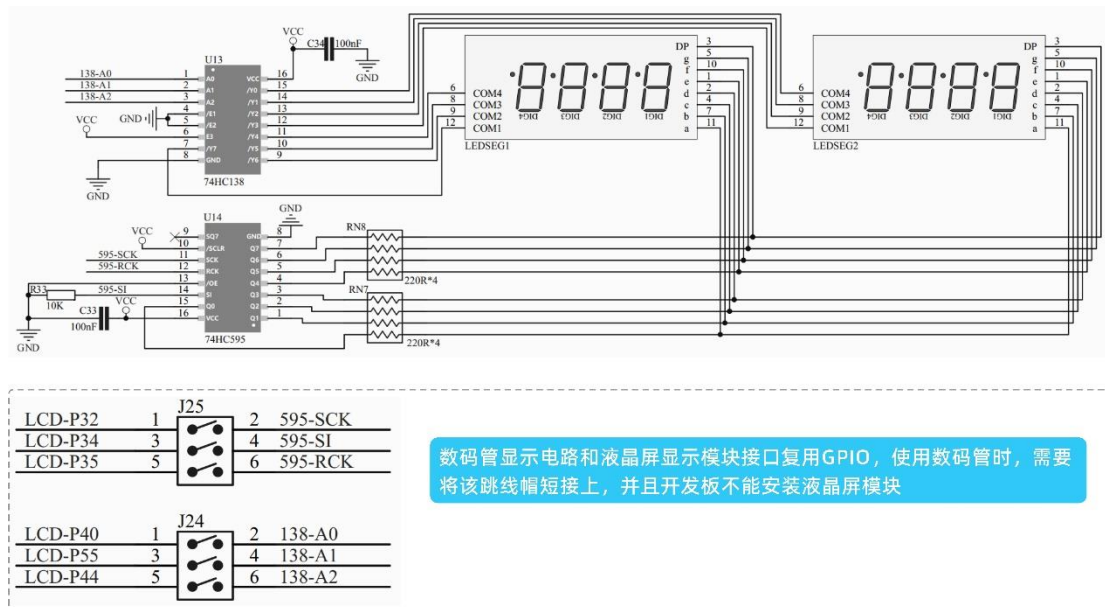 VCC
C34 100nF
GND
U13
138-A0 1 A0 VCC 16
138-A1 2 A1 /Y0 15
138-A2 3 A2 /Y1 14
GND 4 /E1 /Y2 13
5 /E2 /Y3 12
VCC 6 E3 /Y4 11
7 /Y7 /Y5 10
8 GND /Y6 9
74HC138
GND
6 COM4
8 COM3
9 COM2
12 COM1
DIG4 DIG3 DIG2 DIG1
DP 3
g 5
f 10
e 1
d 2
c 4
b 7
a 11
LEDSEG1
6 COM4
8 COM3
9 COM2
12 COM1
DIG4 DIG3 DIG2 DIG1
DP 3
g 5
f 10
e 1
d 2
c 4
b 7
a 11
LEDSEG2
U14
GND
9 SQ7 GND 8
VCC 10 /SCLR Q7 7
595-SCK 11 SCK Q6 6
595-RCK 12 RCK Q5 5
13 /OE Q4 4
R33 10K 595-SI 14 SI Q3 3
15 Q0 Q2 2
VCC 16 VCC Q1 1
C33
100nF
GND
74HC595
RN8
220R*4
RN7
220R*4
J25
LCD-P32 1 2 595-SCK
LCD-P34 3 4 595-SI
LCD-P35 5 6 595-RCK
J24
LCD-P40 1 2 138-A0
LCD-P55 3 4 138-A1
LCD-P44 5 6 138-A2
数码管显示电路和液晶屏显示模块接口复用GPIO，使用数码管时，需要
将该跳线帽短接上，并且开发板不能安装液晶屏模块